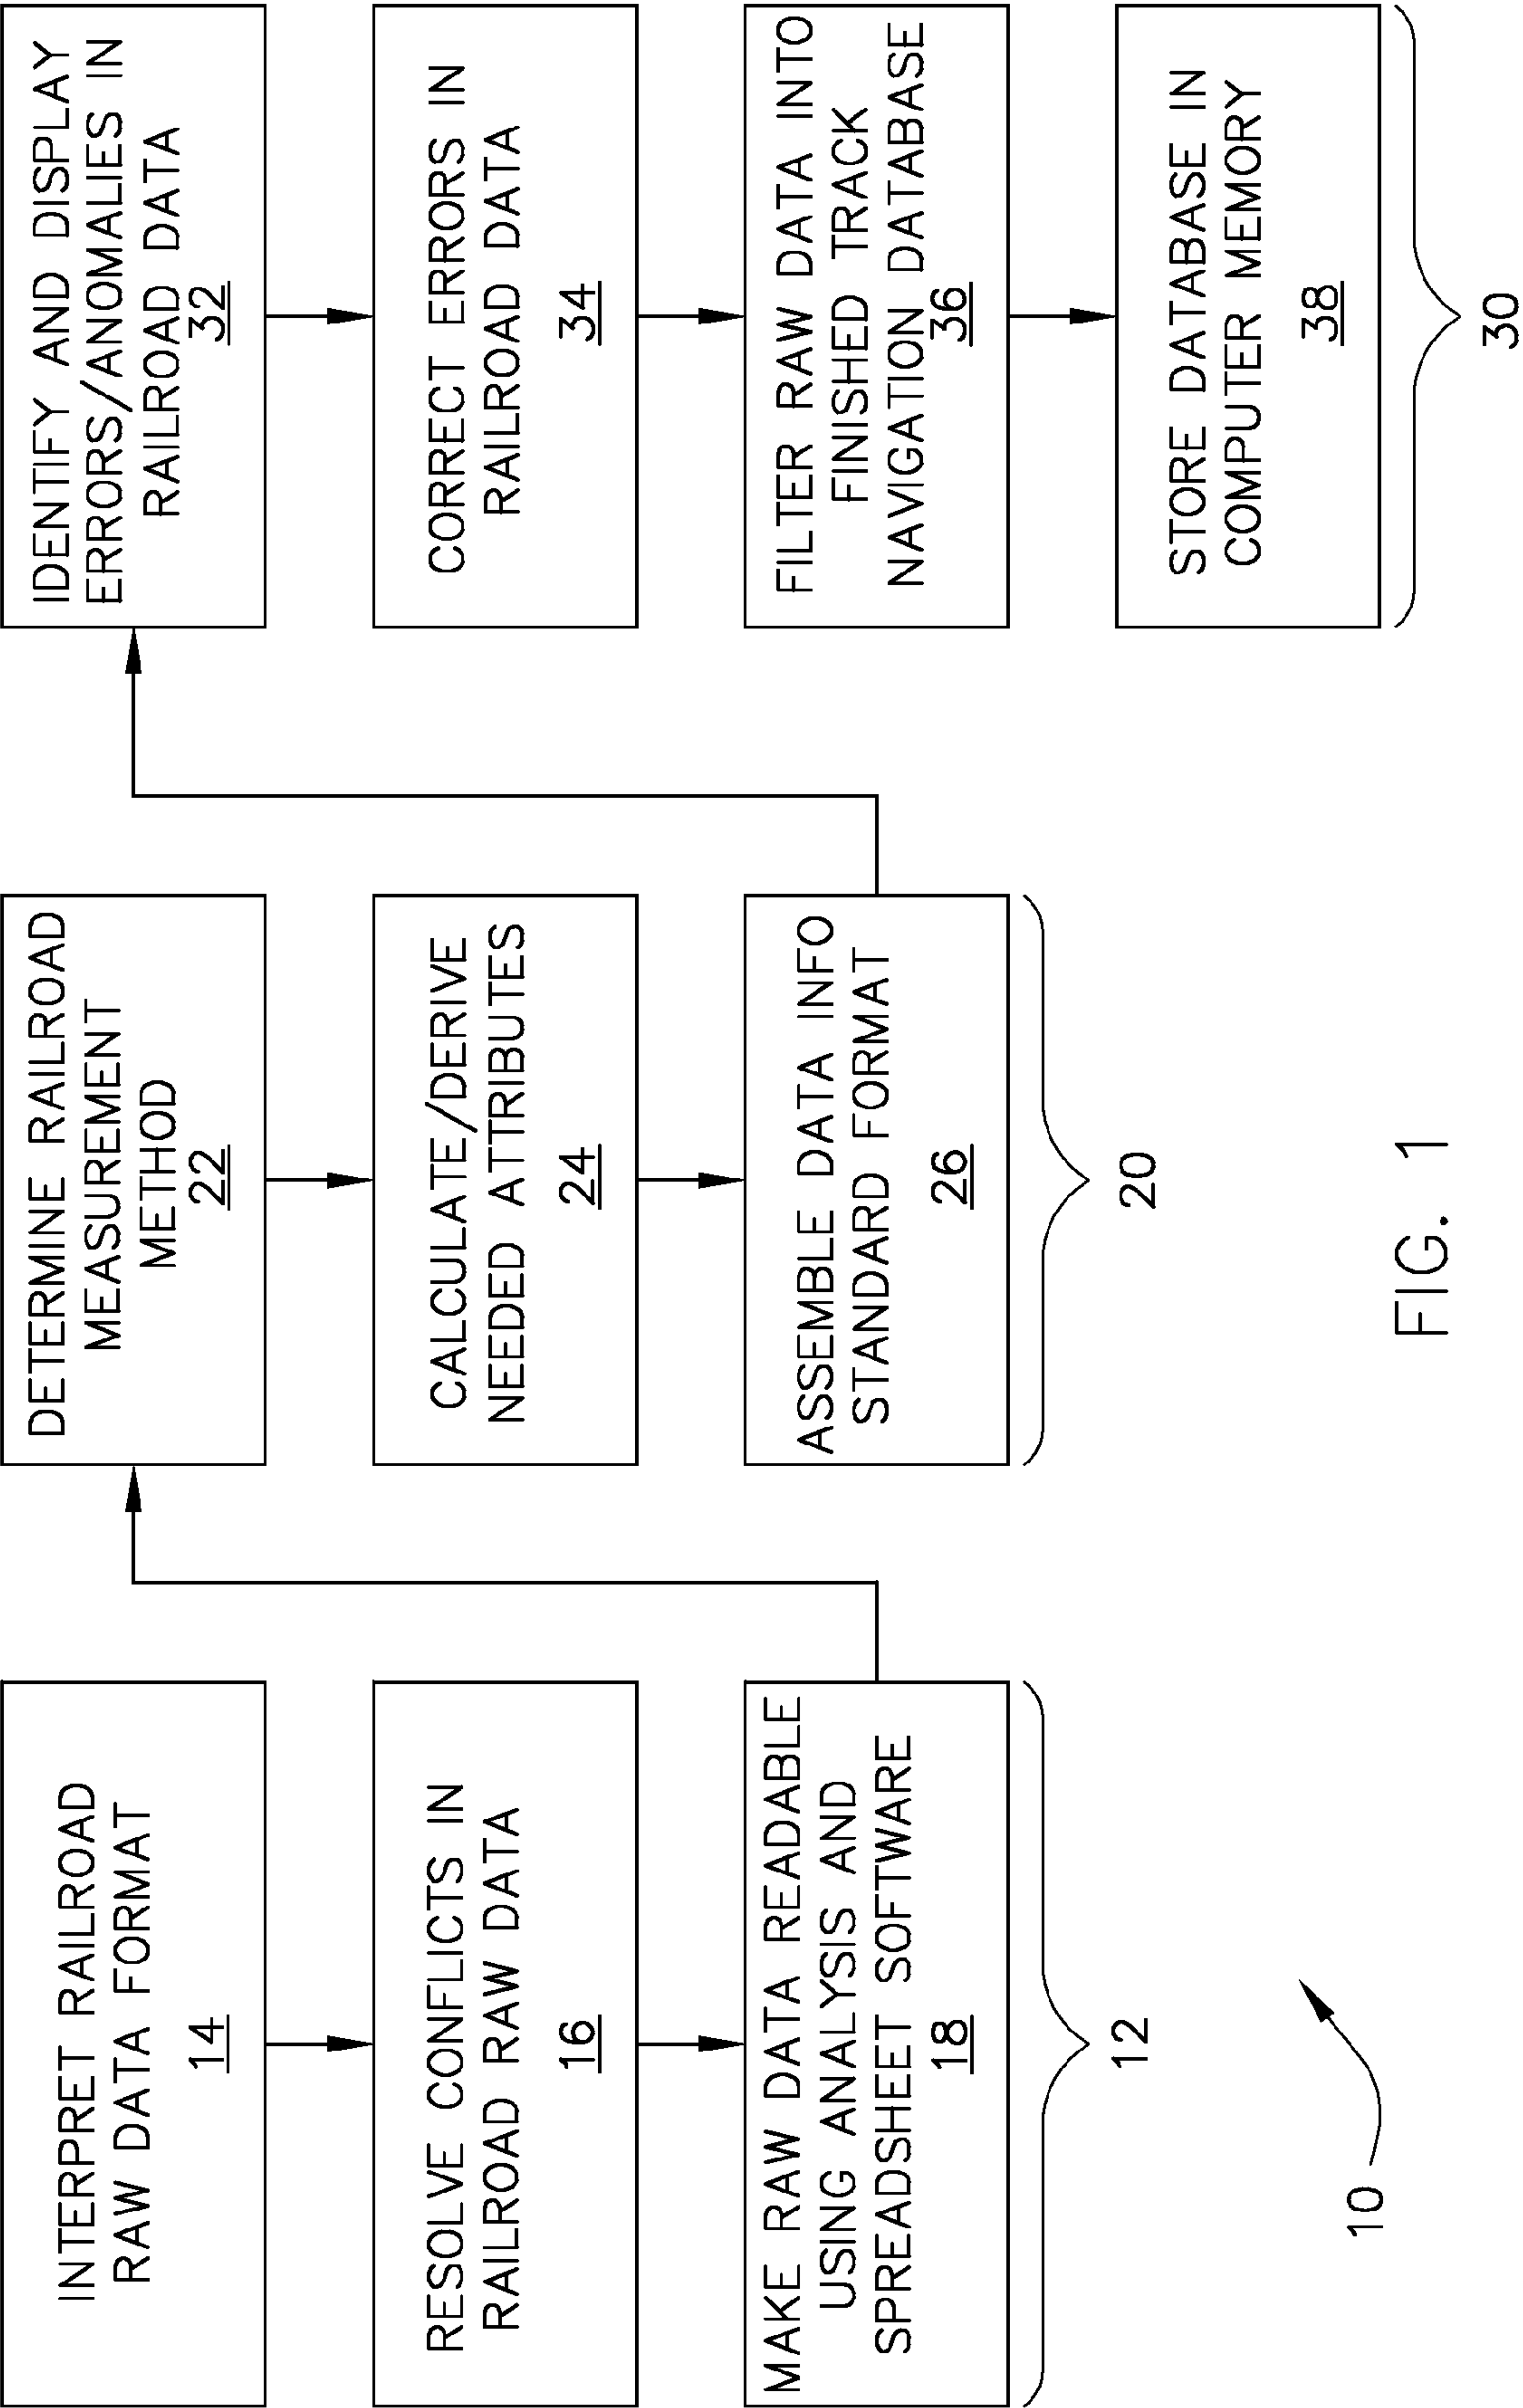 INTERPRET RAILROAD
RAW DATA FORMAT
14
RESOLVE CONFLICTS IN
RAILROAD RAW DATA
16
MAKE RAW DATA READABLE
USING ANALYSIS AND
SPREADSHEET SOFTWARE
18
12
10
DETERMINE RAILROAD
MEASUREMENT
METHOD
22
CALCULATE/DERIVE
NEEDED ATTRIBUTES
24
ASSEMBLE DATA INFO
STANDARD FORMAT
26
20
IDENTIFY AND DISPLAY
ERRORS/ANOMALIES IN
RAILROAD DATA
32
CORRECT ERRORS IN
RAILROAD DATA
34
FILTER RAW DATA INTO
FINISHED TRACK
NAVIGATION DATABASE
36
STORE DATABASE IN
COMPUTER MEMORY
38
30
FIG. 1